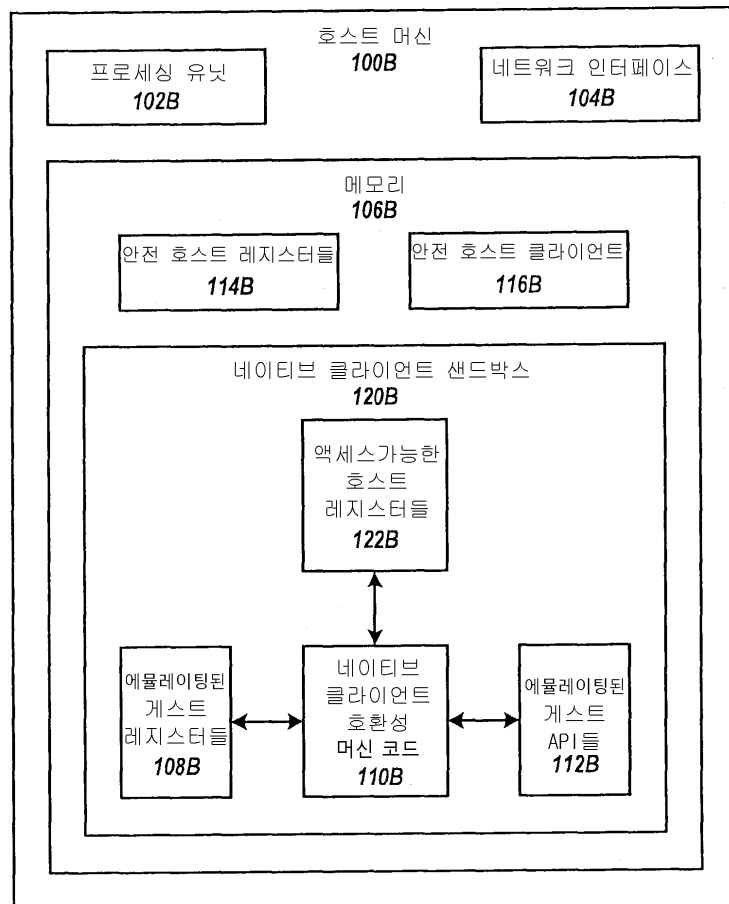 호스트 머신
100B
프로세싱 유닛
102B
네트워크 인터페이스
104B
메모리
106B
안전 호스트 레지스터들
114B
안전 호스트 클라이언트
116B
네이티브 클라이언트 샌드박스
120B
액세스가능한
호스트
레지스터들
122B
에뮬레이팅된
게스트
레지스터들
108B
네이티브
클라이언트
호환성
머신 코드
110B
에뮬레이팅된
게스트
API들
112B